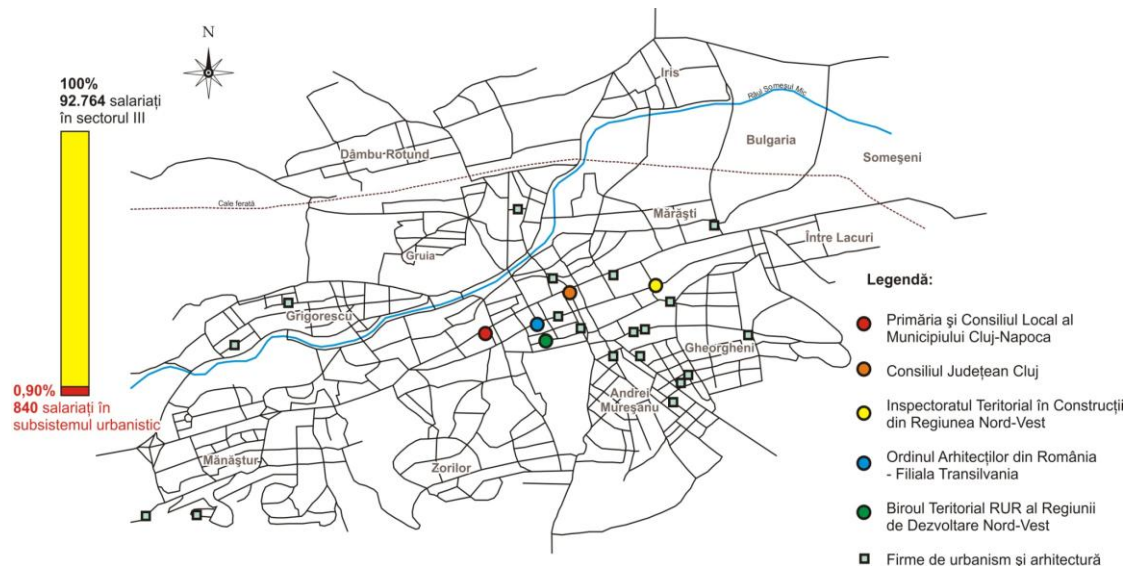 N
100%
92.764 salariați
în sectorul III
0,90%
840 salariați în
subsistemul urbanistic
Iris
Râul Someșul Mic
Bulgaria
Someșeni
Dâmbu Rotund
Cale ferată
Mărăști
Între Lacuri
Gruia
Grigorescu
Gheorgheni
Andrei
Mureșanu
Mănăștur
Zorilor
Legendă:
Primăria și Consiliul Local al
Municipiului Cluj-Napoca
Consiliul Județean Cluj
Inspectoratul Teritorial în Construcții
din Regiunea Nord-Vest
Ordinul Arhitecților din România
- Filiala Transilvania
Biroul Teritorial RUR al Regiunii
de Dezvoltare Nord-Vest
Firme de urbanism și arhitectură